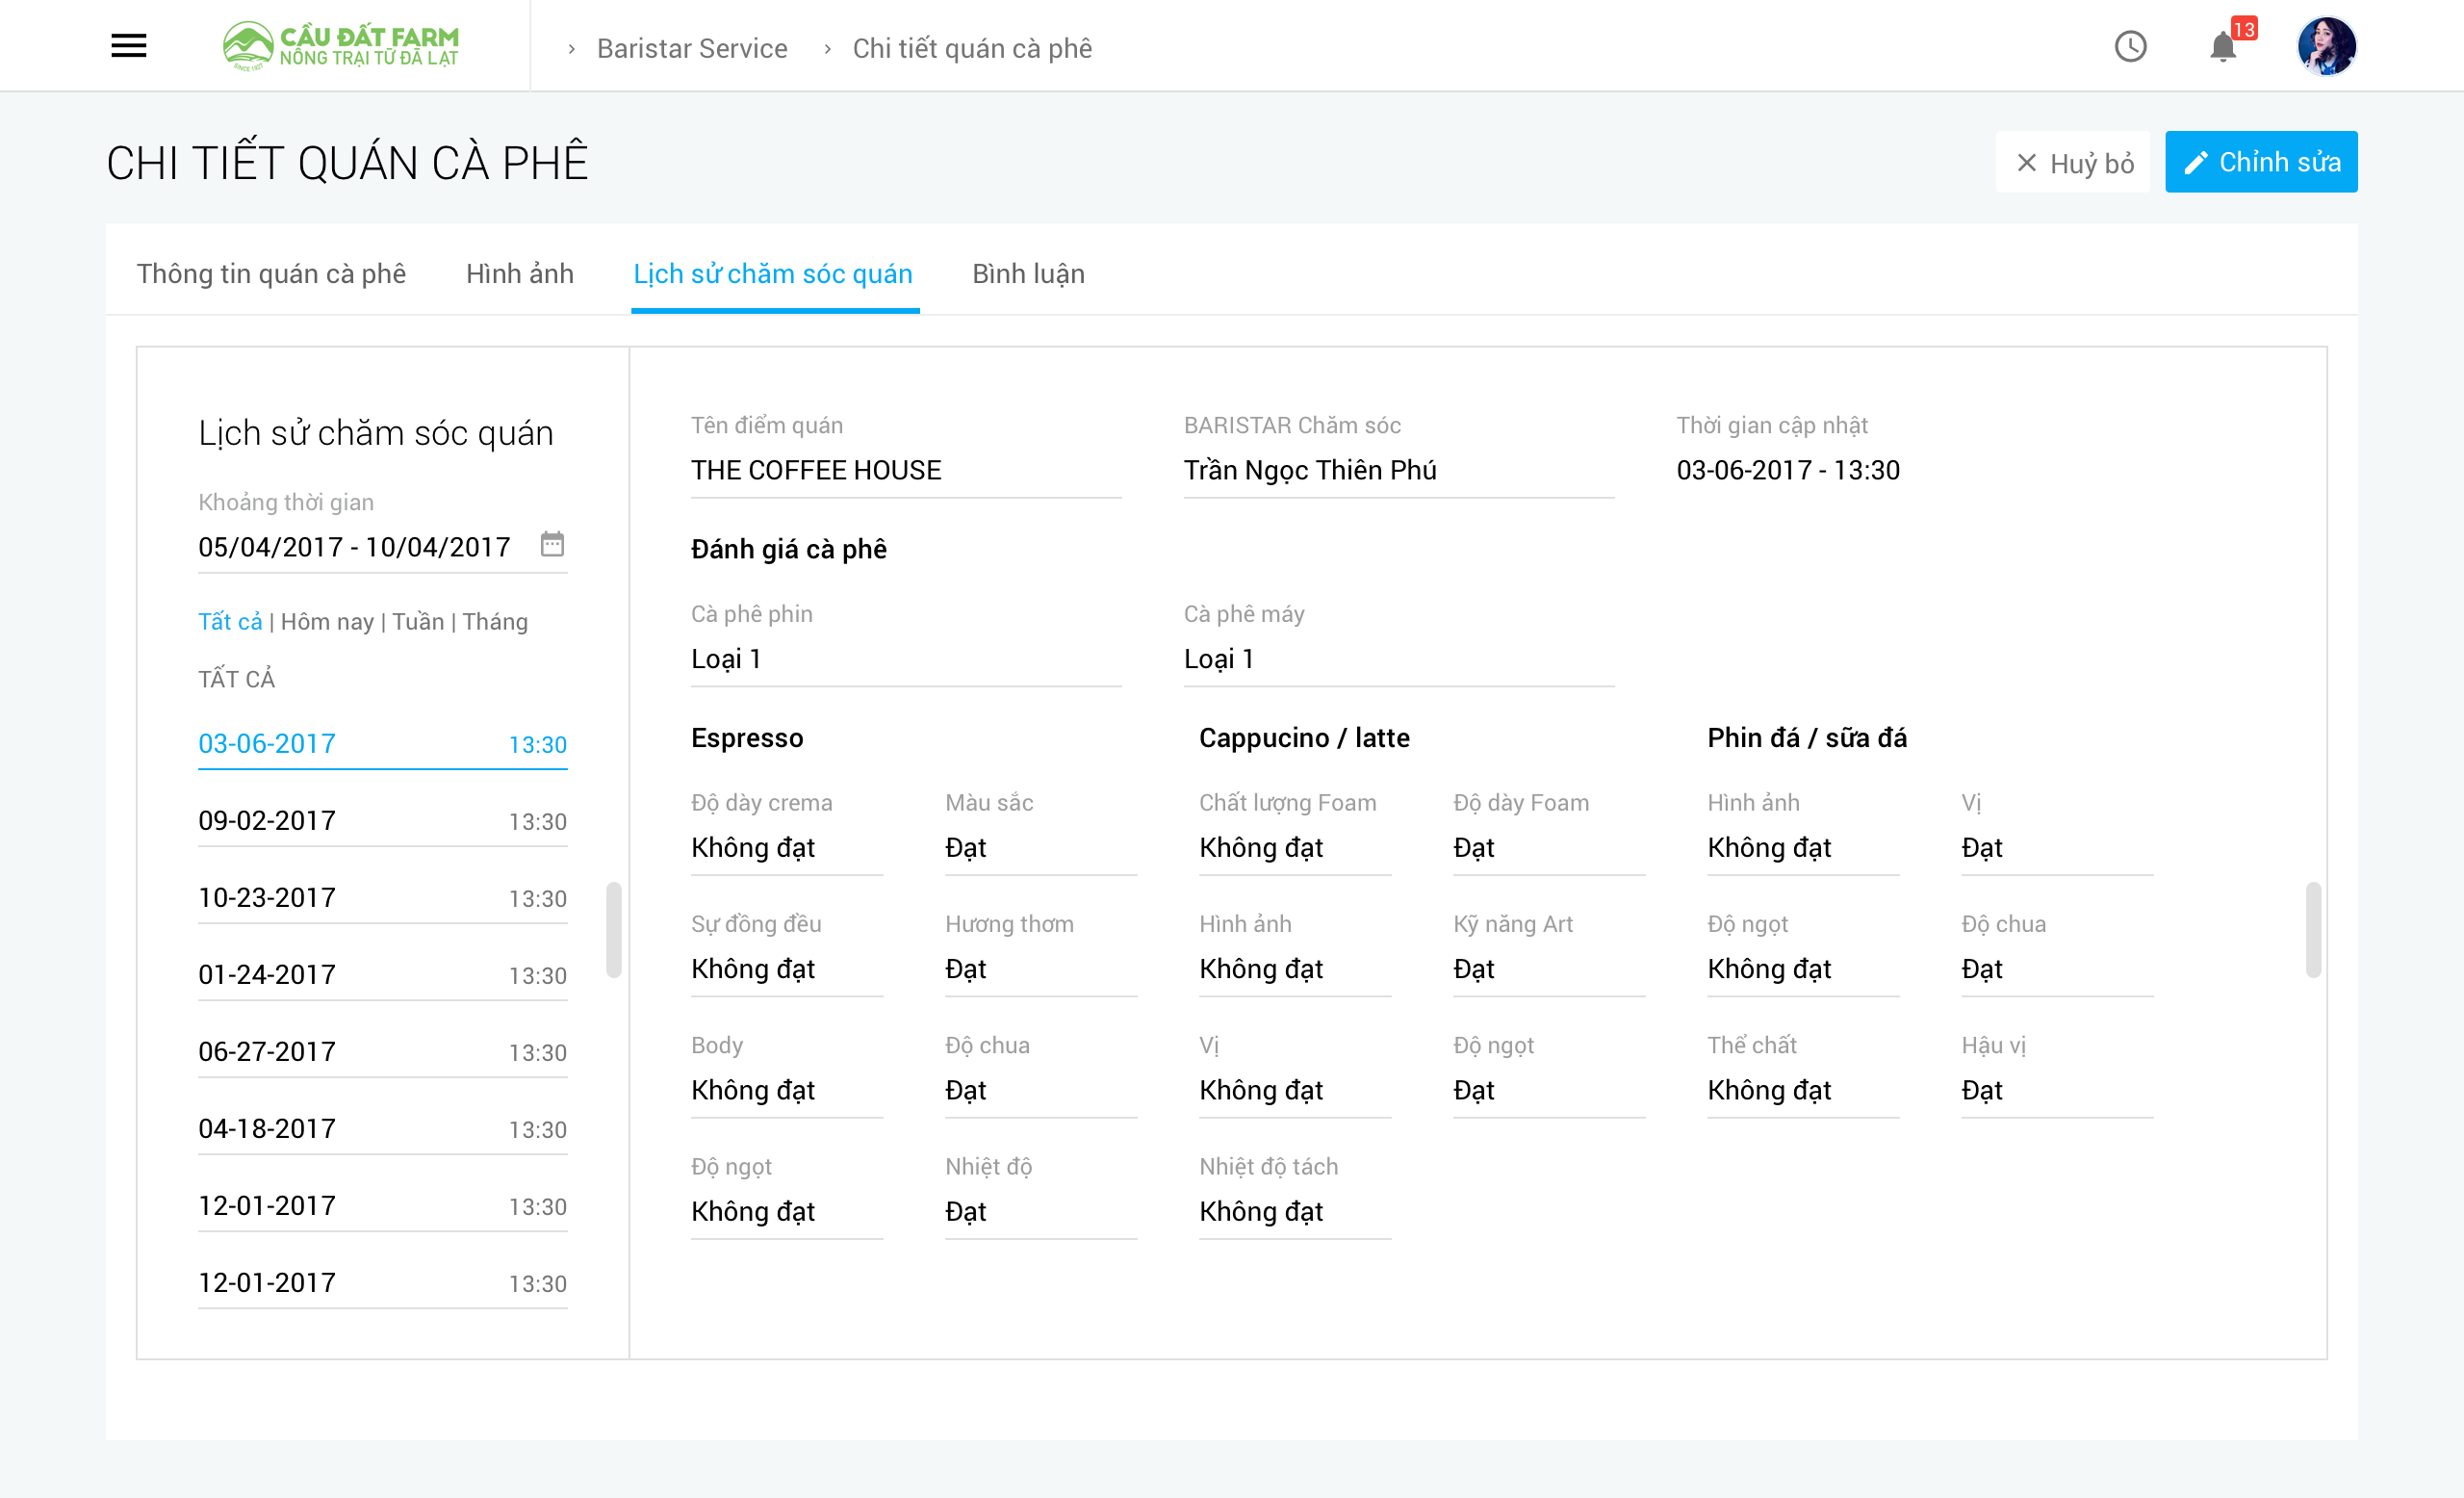 CẦU ĐẤT FARM
NÔNG TRẠI TỪ ĐÀ LẠT
SINCE 1927
› Baristar Service › Chi tiết quán cà phê
13
CHI TIẾT QUÁN CÀ PHÊ
Huỷ bỏ
Chỉnh sửa
Thông tin quán cà phê
Hình ảnh
Lịch sử chăm sóc quán
Bình luận
Lịch sử chăm sóc quán
Khoảng thời gian
05/04/2017 - 10/04/2017
Tất cả | Hôm nay | Tuần | Tháng
TẤT CẢ
03-06-2017 13:30
09-02-2017 13:30
10-23-2017 13:30
01-24-2017 13:30
06-27-2017 13:30
04-18-2017 13:30
12-01-2017 13:30
12-01-2017 13:30
Tên điểm quán
THE COFFEE HOUSE
BARISTAR Chăm sóc
Trần Ngọc Thiên Phú
Thời gian cập nhật
03-06-2017 - 13:30
Đánh giá cà phê
Cà phê phin
Loại 1
Cà phê máy
Loại 1
Espresso
Độ dày crema
Không đạt
Màu sắc
Đạt
Sự đồng đều
Không đạt
Hương thơm
Đạt
Body
Không đạt
Độ chua
Đạt
Độ ngọt
Không đạt
Nhiệt độ
Đạt
Cappucino / latte
Chất lượng Foam
Không đạt
Độ dày Foam
Đạt
Hình ảnh
Không đạt
Kỹ năng Art
Đạt
Vị
Không đạt
Độ ngọt
Đạt
Nhiệt độ tách
Không đạt
Phin đá / sữa đá
Hình ảnh
Không đạt
Vị
Đạt
Độ ngọt
Không đạt
Độ chua
Đạt
Thể chất
Không đạt
Hậu vị
Đạt